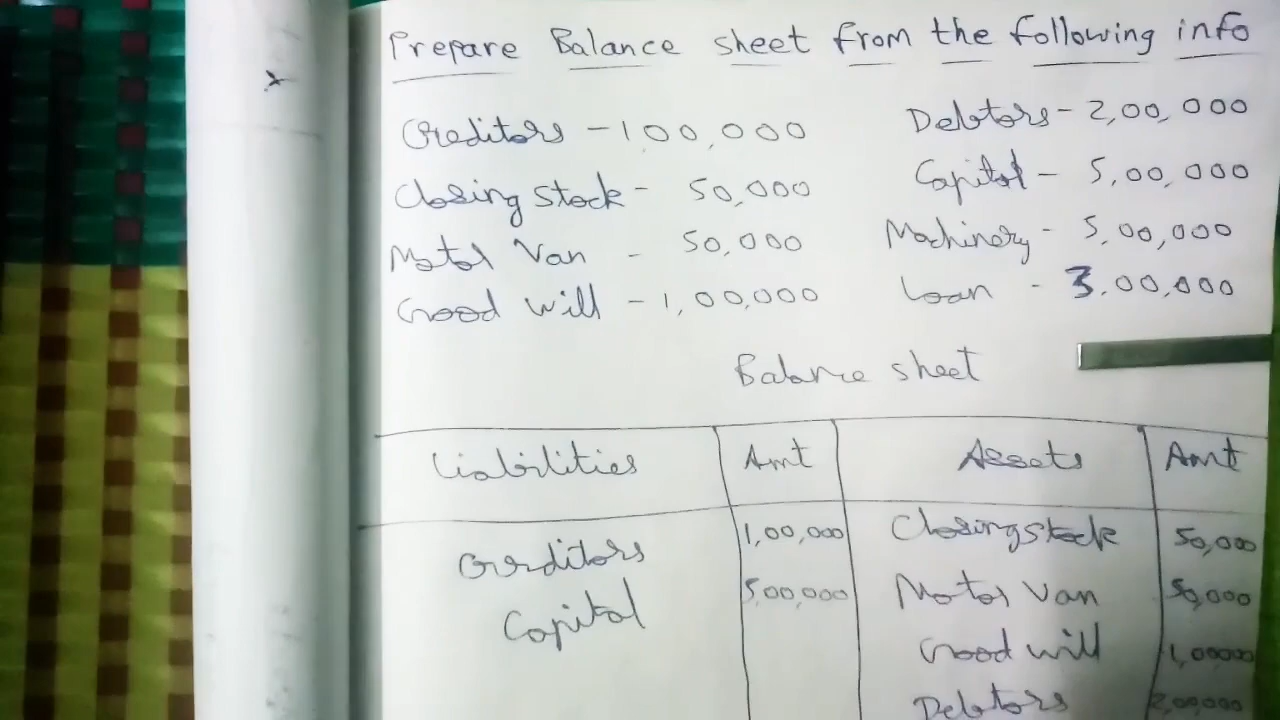 Prepare Balance sheet from the following info
Creditors - 1,00,000 Debtors - 2,00,000
Closing stock - 50,000 Capital - 5,00,000
Motor Van - 50,000 Machinery - 5,00,000
Good will - 1,00,000 Loan - 3,00,000
Balance sheet
Liabilities Amt Assets Amt
Creditors 1,00,000 Closing stock 50,000
Capital 5,00,000 Motor Van 50,000
Good will 1,00000
Debtors 2,00,000